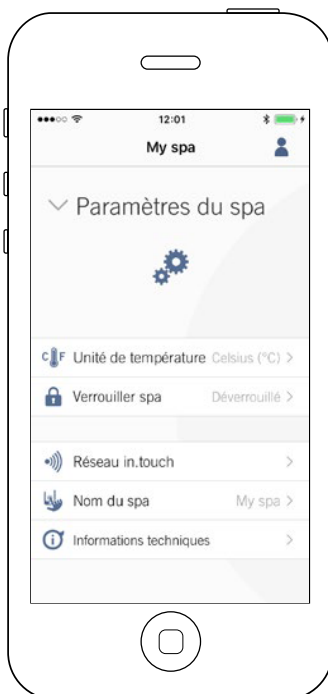 12:01
My spa
Paramètres du spa
C F Unité de température Celsius (°C)
Verrouiller spa Déverrouillé
Réseau in.touch
Nom du spa My spa
Informations techniques